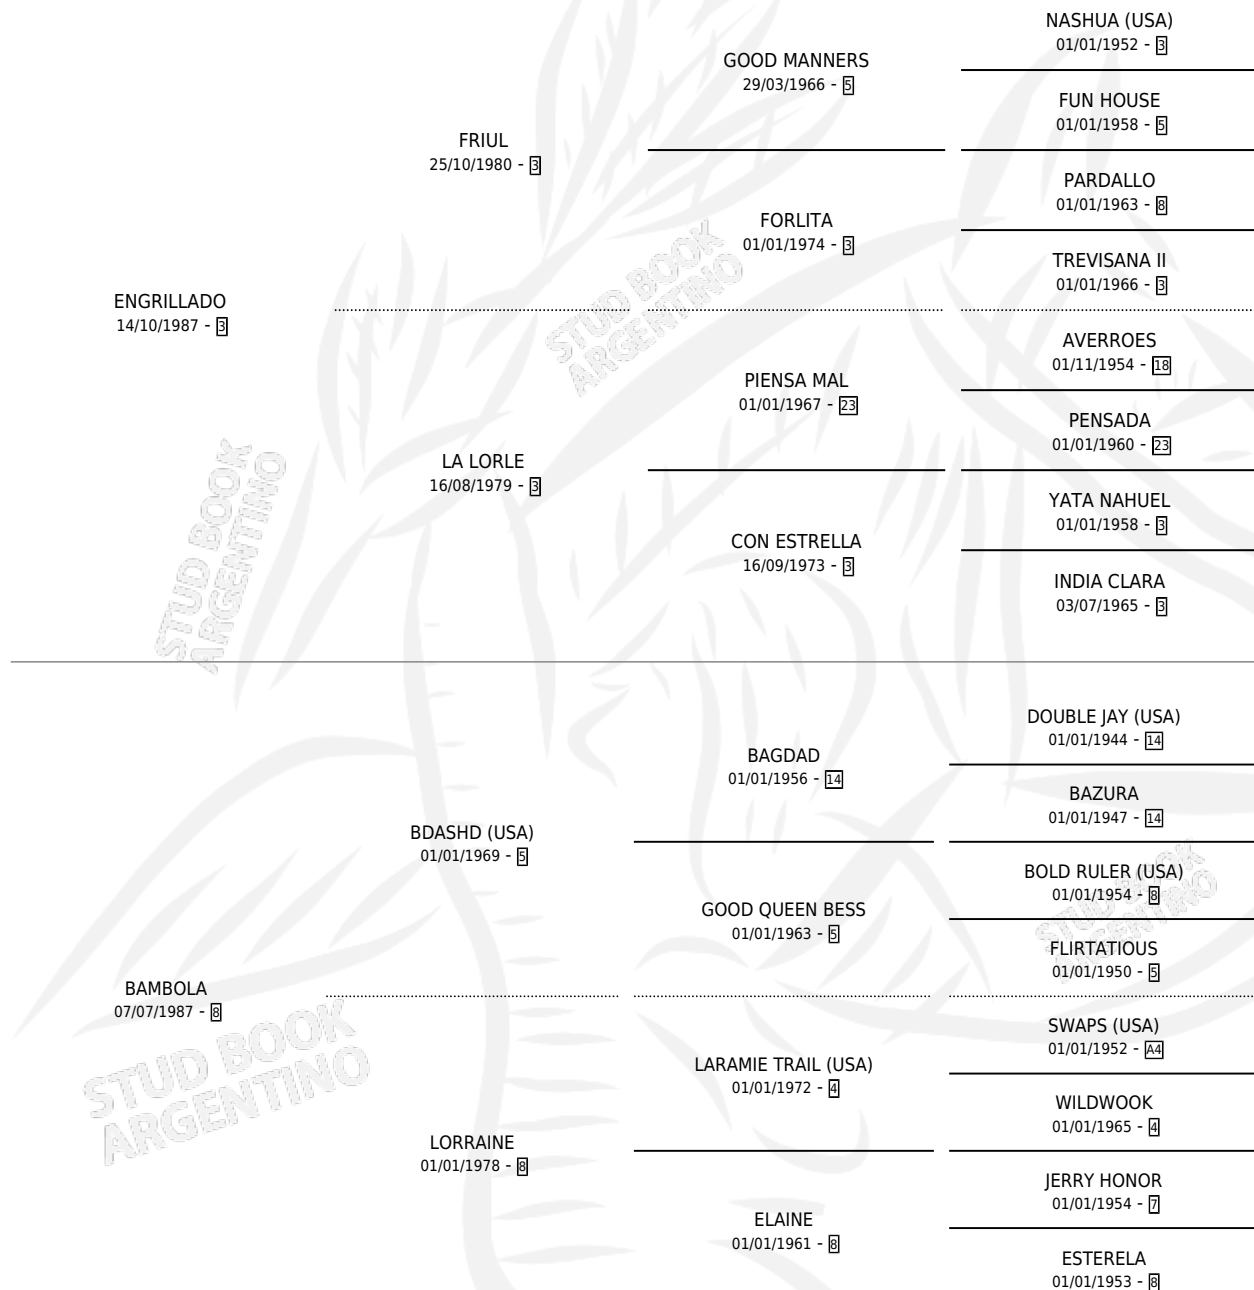 NASHUA (USA)
01/01/1952 - 3
GOOD MANNERS
29/03/1966 - 5
FUN HOUSE
01/01/1958 - 5
FRIUL
25/10/1980 - 3
PARDALLO
01/01/1963 - 8
FORLITA
01/01/1974 - 3
TREVISANA II
01/01/1966 - 3
ENGRILLADO
14/10/1987 - 3
AVERROES
01/11/1954 - 18
PIENSA MAL
01/01/1967 - 23
PENSADA
01/01/1960 - 23
LA LORLE
16/08/1979 - 3
YATA NAHUEL
01/01/1958 - 3
CON ESTRELLA
16/09/1973 - 3
INDIA CLARA
03/07/1965 - 3
DOUBLE JAY (USA)
01/01/1944 - 14
BAGDAD
01/01/1956 - 14
BAZURA
01/01/1947 - 14
BDASHD (USA)
01/01/1969 - 5
BOLD RULER (USA)
01/01/1954 - 8
GOOD QUEEN BESS
01/01/1963 - 5
FLIRTATIOUS
01/01/1950 - 5
BAMBOLA
07/07/1987 - 8
SWAPS (USA)
01/01/1952 - A4
LARAMIE TRAIL (USA)
01/01/1972 - 4
WILDWOOK
01/01/1965 - 4
LORRAINE
01/01/1978 - 8
JERRY HONOR
01/01/1954 - 7
ELAINE
01/01/1961 - 8
ESTERELA
01/01/1953 - 8
STUD BOOK
ARGENTINO
STUD BOOK
ARGENTINO
STUD BOOK
ARGENTINO
STUD BOOK
ARGENTINO